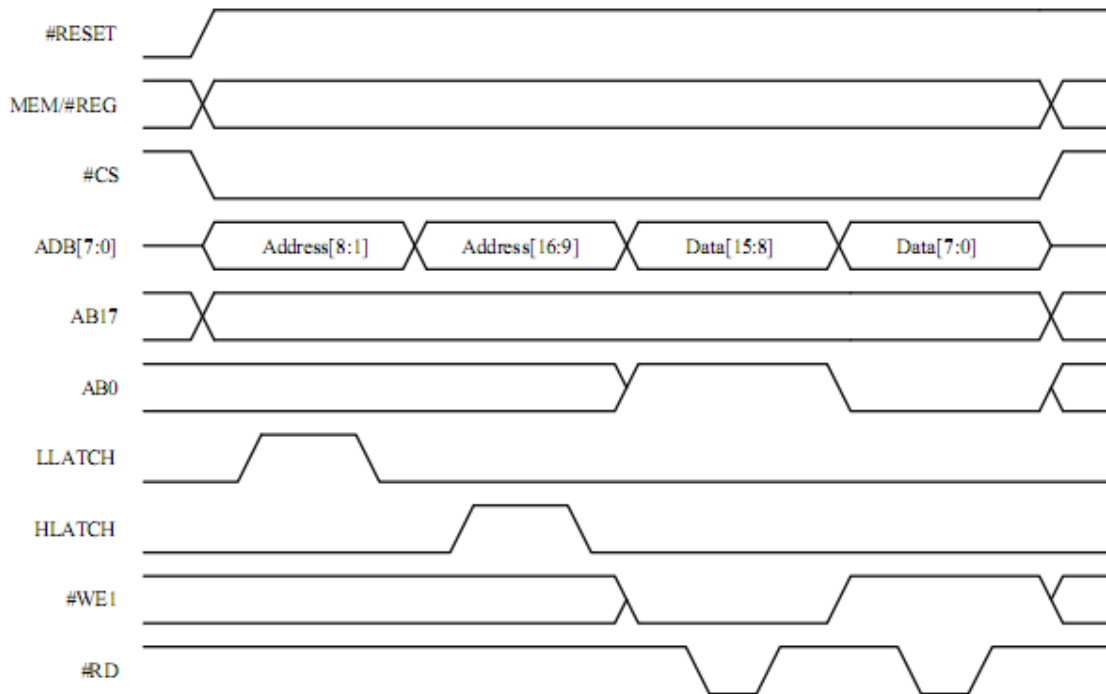 #RESET
MEM/#REG
#CS
ADB[7:0] Address[8:1] Address[16:9] Data[15:8] Data[7:0]
AB17
AB0
LLATCH
HLATCH
#WE1
#RD